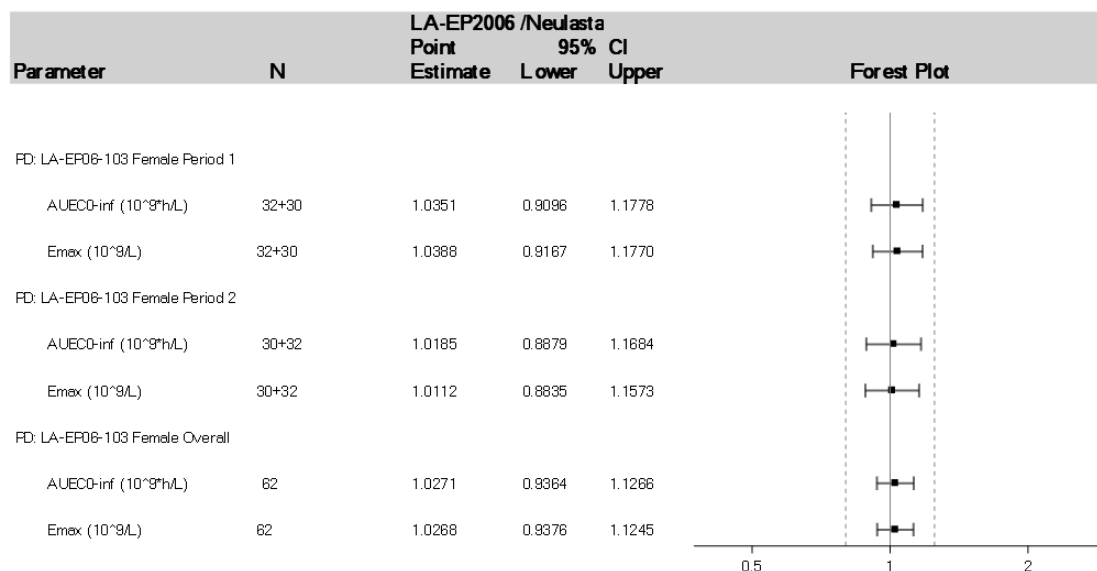 LA-EP2006 /Neulasta
Point 95% CI
Parameter N Estimate Lower Upper Forest Plot
PD: LA-EP06-103 Female Period 1
AUEC0-inf (10^9*h/L) 32+30 1.0351 0.9096 1.1778
Emax (10^9/L) 32+30 1.0388 0.9167 1.1770
PD: LA-EP06-103 Female Period 2
AUEC0-inf (10^9*h/L) 30+32 1.0185 0.8879 1.1684
Emax (10^9/L) 30+32 1.0112 0.8835 1.1573
PD: LA-EP06-103 Female Overall
AUEC0-inf (10^9*h/L) 62 1.0271 0.9364 1.1266
Emax (10^9/L) 62 1.0268 0.9376 1.1245
0.5 1 2